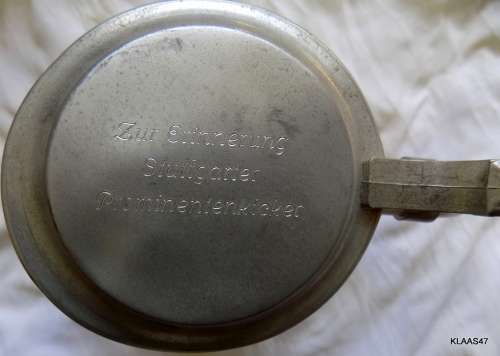 Zur Erinnerung
Stuttgarter
Prominentenkicker
KLAAS47